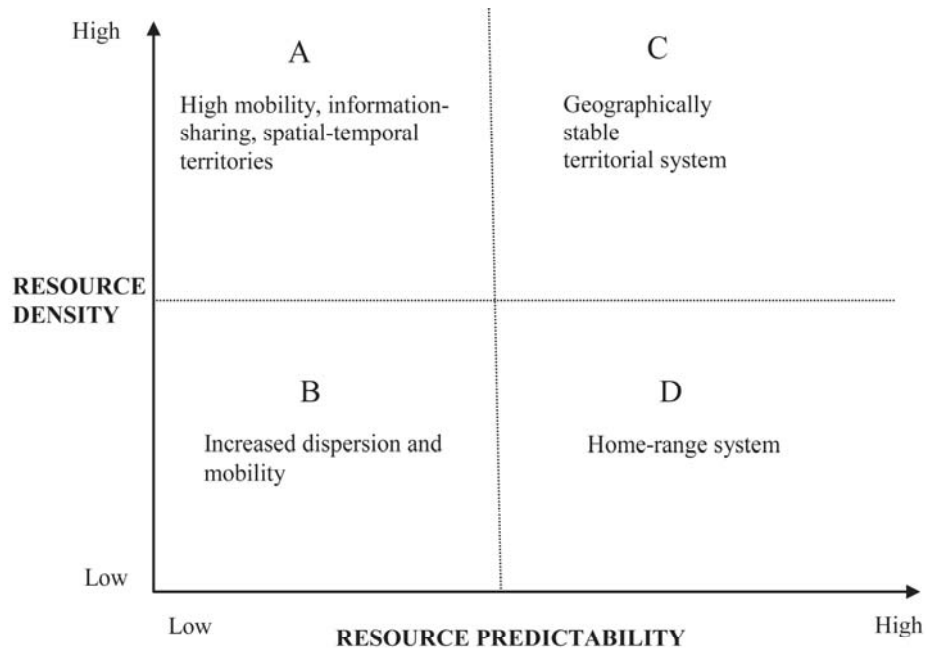 High
A
High mobility, information-
sharing, spatial-temporal
territories
C
Geographically
stable
territorial system
RESOURCE
DENSITY
B
Increased dispersion and
mobility
D
Home-range system
Low
Low
RESOURCE PREDICTABILITY
High